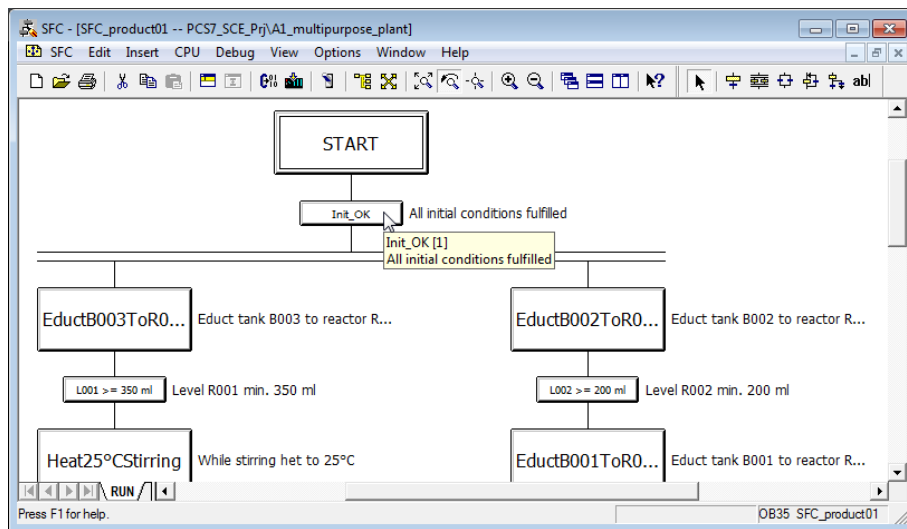 SFC - [SFC_product01 -- PCS7_SCE_Prj\A1_multipurpose_plant]
SFC Edit Insert CPU Debug View Options Window Help
abl
START
Init_OK All initial conditions fulfilled
Init_OK [1]
All initial conditions fulfilled
EductB003ToR0... Educt tank B003 to reactor R... EductB002ToR0... Educt tank B002 to reactor R...
L001 >= 350 ml Level R001 min. 350 ml L002 >= 200 ml Level R002 min. 200 ml
Heat25°CStirring While stirring het to 25°C EductB001ToR0... Educt tank B001 to reactor R...
RUN
Press F1 for help. OB35 SFC_product01